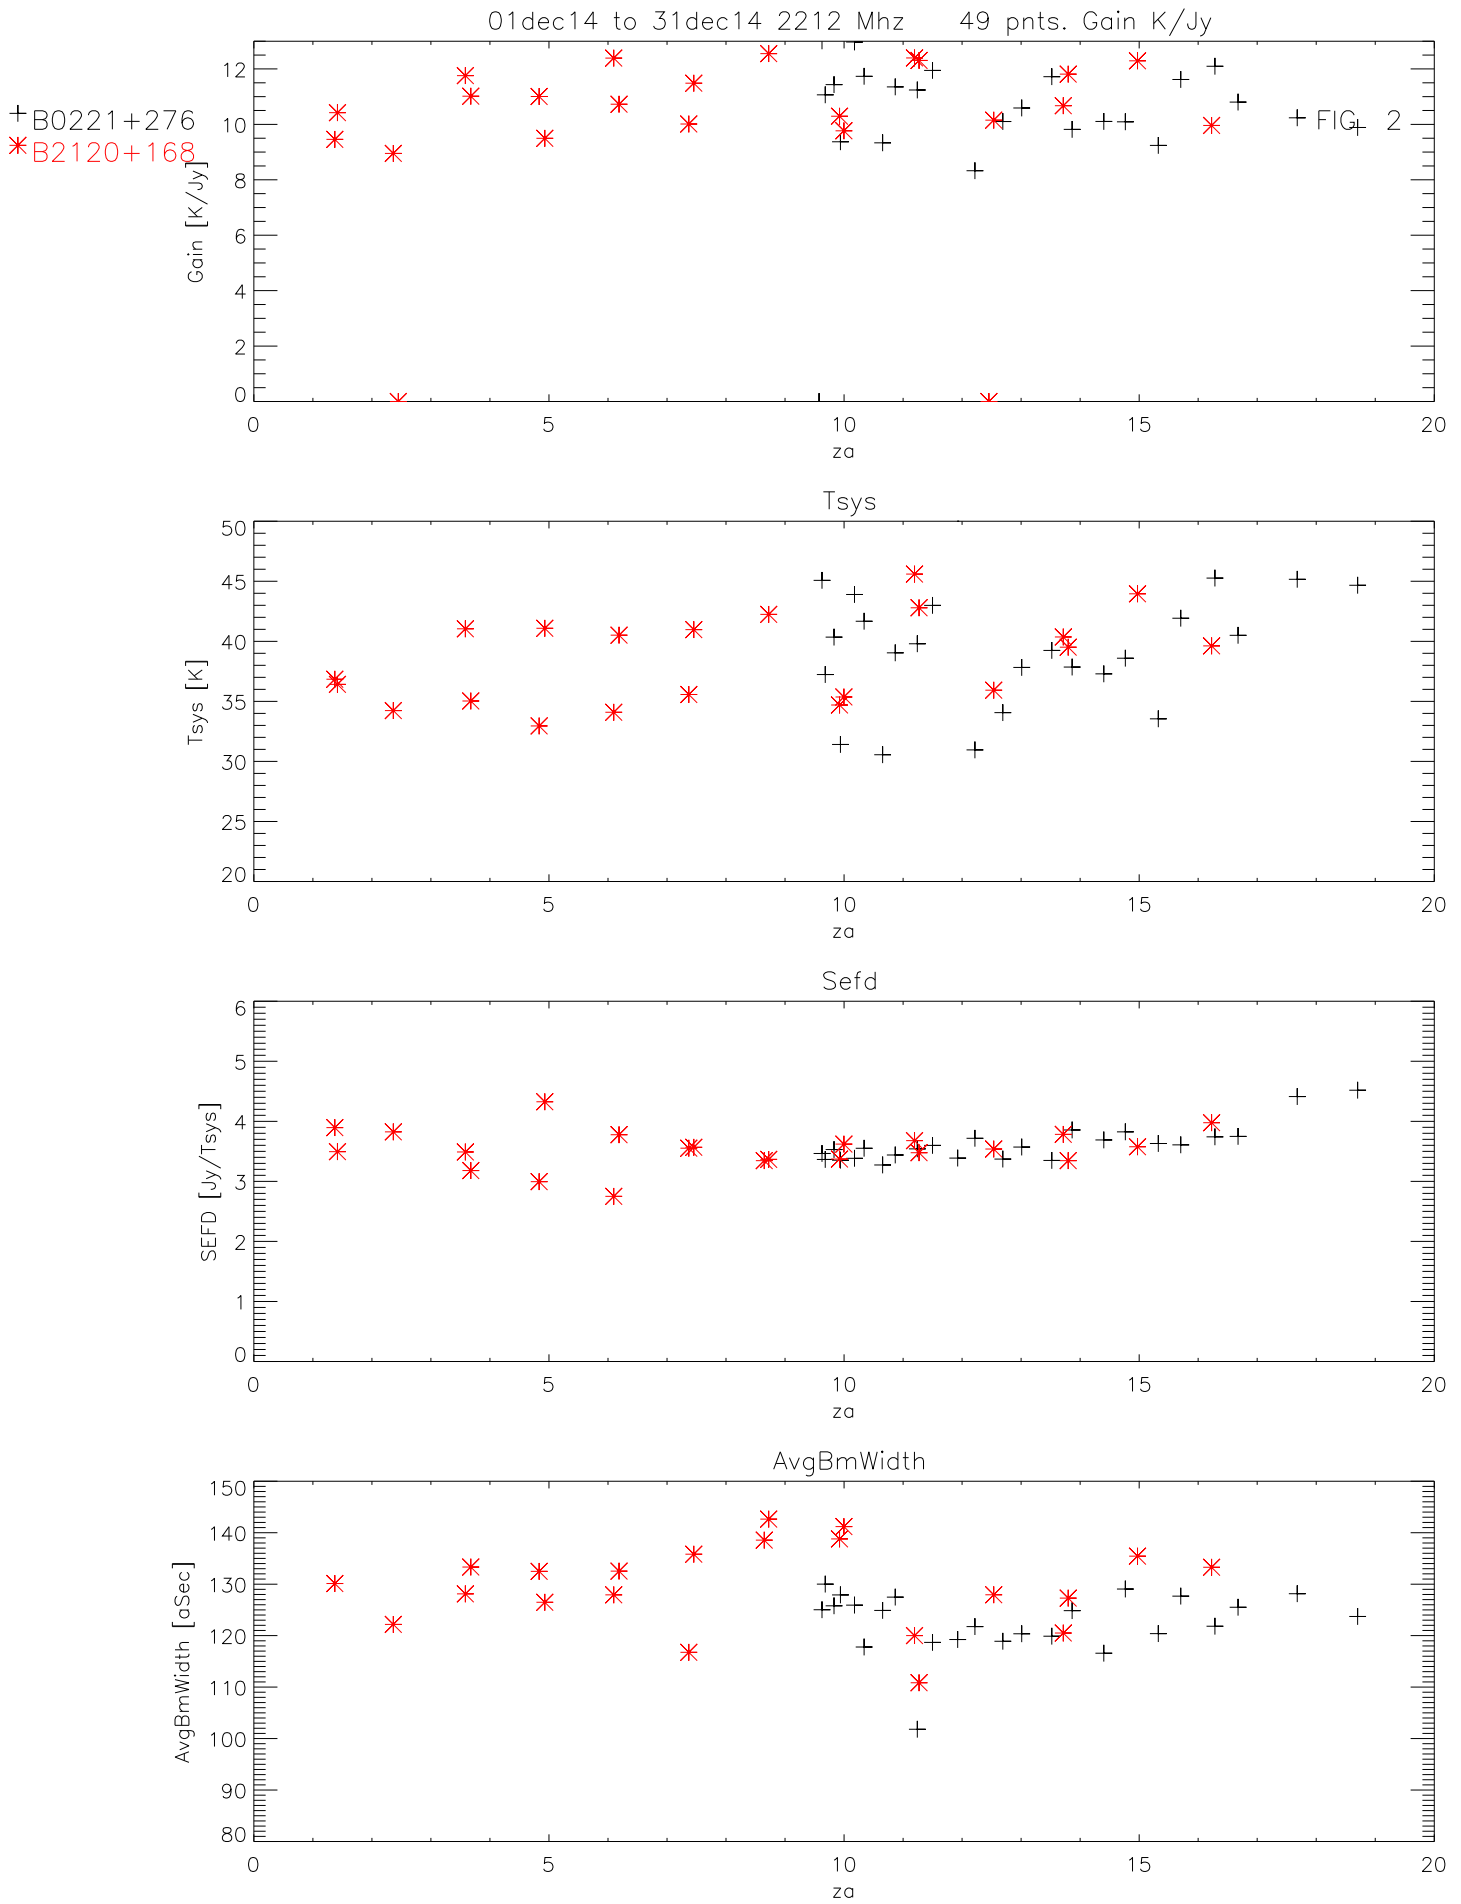 01dec14 to 31dec14 2212 Mhz 49 pnts. Gain K/Jy
B0221+276
B2120+168
FIG 2
Gain [K/Jy]
12
10
8
6
4
2
0
0 5 10 15 20
za
Tsys
Tsys [K]
50
45
40
35
30
25
20
0 5 10 15 20
za
Sefd
SEFD [Jy/Tsys]
6
5
4
3
2
1
0
0 5 10 15 20
za
AvgBmWidth
AvgBmWidth [aSec]
150
140
130
120
110
100
90
80
0 5 10 15 20
za